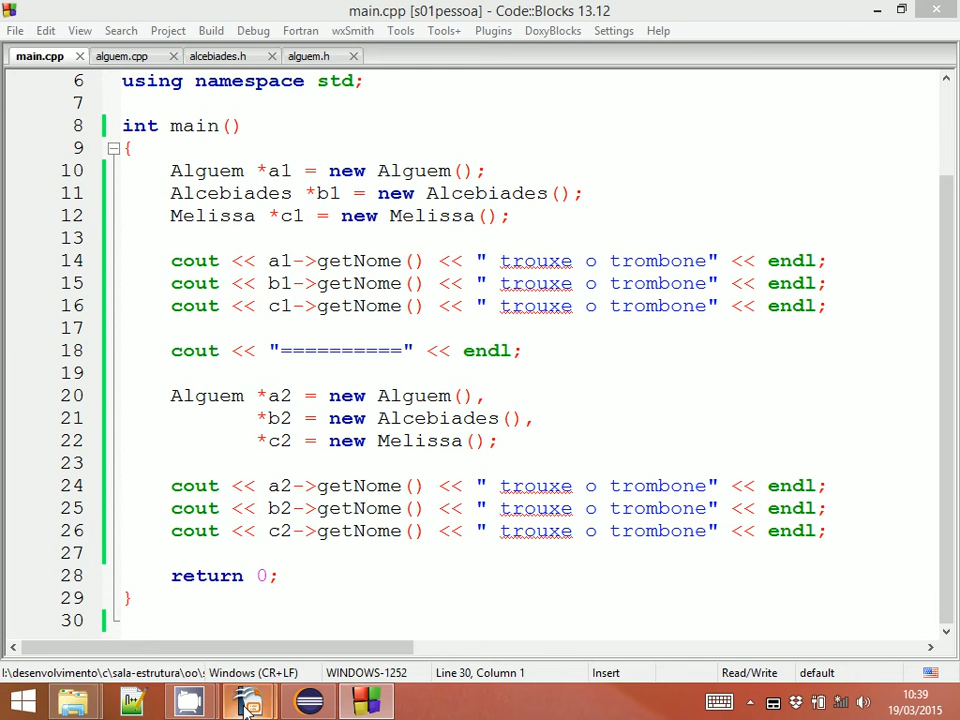 main.cpp [s01pessoa] - Code::Blocks 13.12
File Edit View Search Project Build Debug Fortran wxSmith Tools Tools+ Plugins DoxyBlocks Settings Help
main.cpp alguem.cpp alcebiades.h alguem.h
6 using namespace std;
7
8 int main()
9 {
10 Alguem *a1 = new Alguem();
11 Alcebiades *b1 = new Alcebiades();
12 Melissa *c1 = new Melissa();
13
14 cout << a1->getNome() << " trouxe o trombone" << endl;
15 cout << b1->getNome() << " trouxe o trombone" << endl;
16 cout << c1->getNome() << " trouxe o trombone" << endl;
17
18 cout << "==========" << endl;
19
20 Alguem *a2 = new Alguem(),
21 *b2 = new Alcebiades(),
22 *c2 = new Melissa();
23
24 cout << a2->getNome() << " trouxe o trombone" << endl;
25 cout << b2->getNome() << " trouxe o trombone" << endl;
26 cout << c2->getNome() << " trouxe o trombone" << endl;
27
28 return 0;
29 }
30
I:\desenvolvimento\c\sala-estrutura\oo\s Windows (CR+LF) WINDOWS-1252 Line 30, Column 1 Insert Read/Write default
10:39
19/03/2015